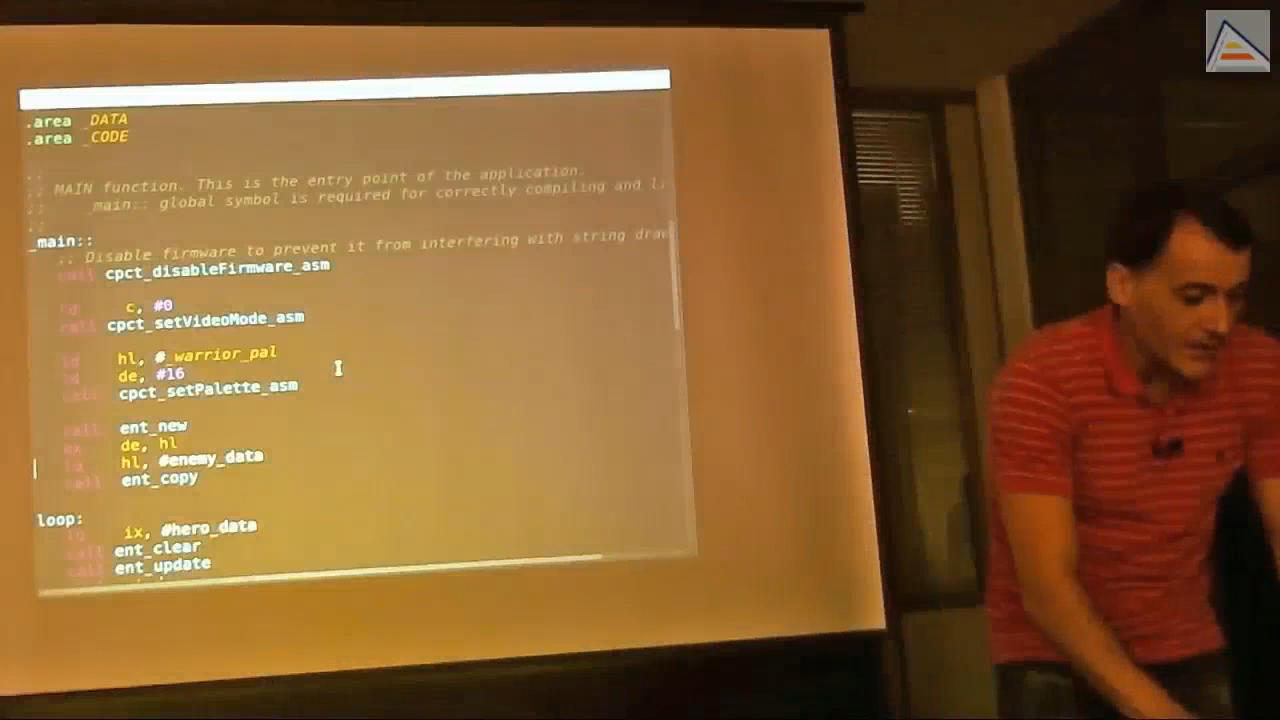 .area _DATA
.area _CODE
;;
;; MAIN function. This is the entry point of the application.
;; _main:: global symbol is required for correctly compiling and li
;;
_main::
;; Disable firmware to prevent it from interfering with string draw
call cpct_disableFirmware_asm
ld c, #0
call cpct_setVideoMode_asm
ld hl, #_warrior_pal
ld de, #16
call cpct_setPalette_asm
call ent_new
ex de, hl
ld hl, #enemy_data
call ent_copy
loop:
ld ix, #hero_data
call ent_clear
call ent_update